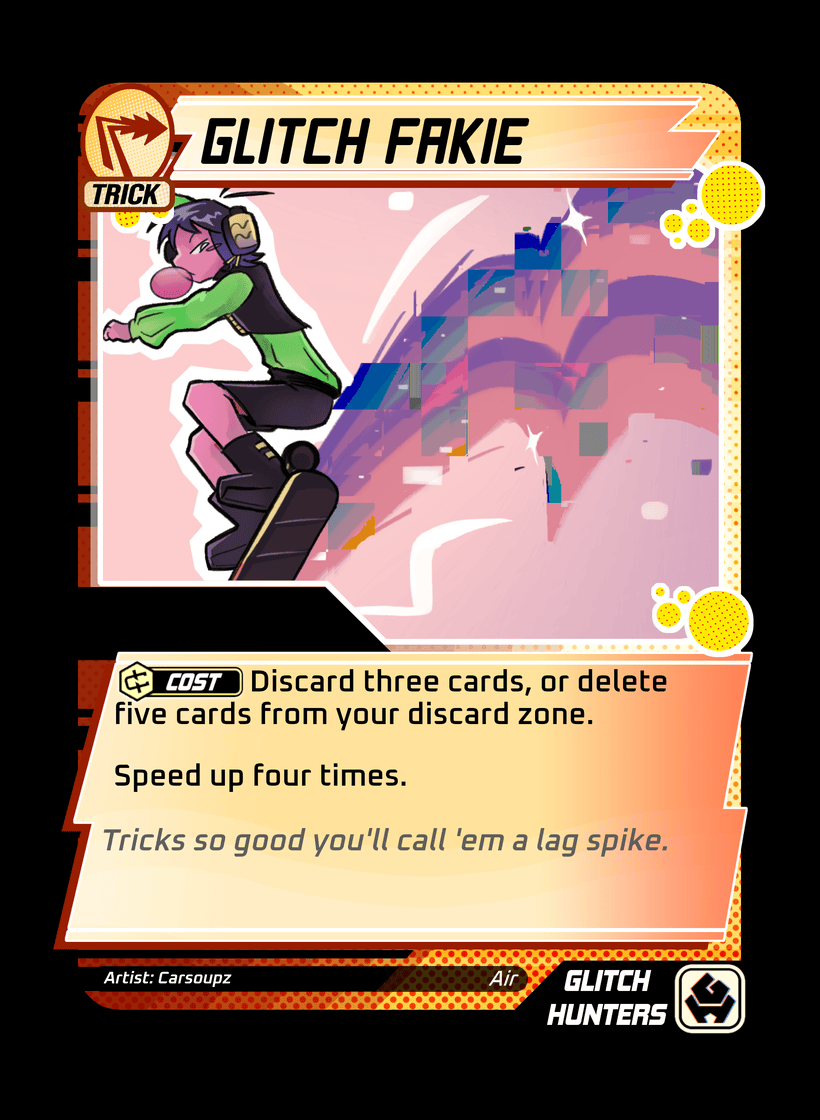 GLITCH FAKIE
TRICK
COST Discard three cards, or delete
five cards from your discard zone.
Speed up four times.
Tricks so good you'll call 'em a lag spike.
Artist: Carsoupz
Air
GLITCH
HUNTERS